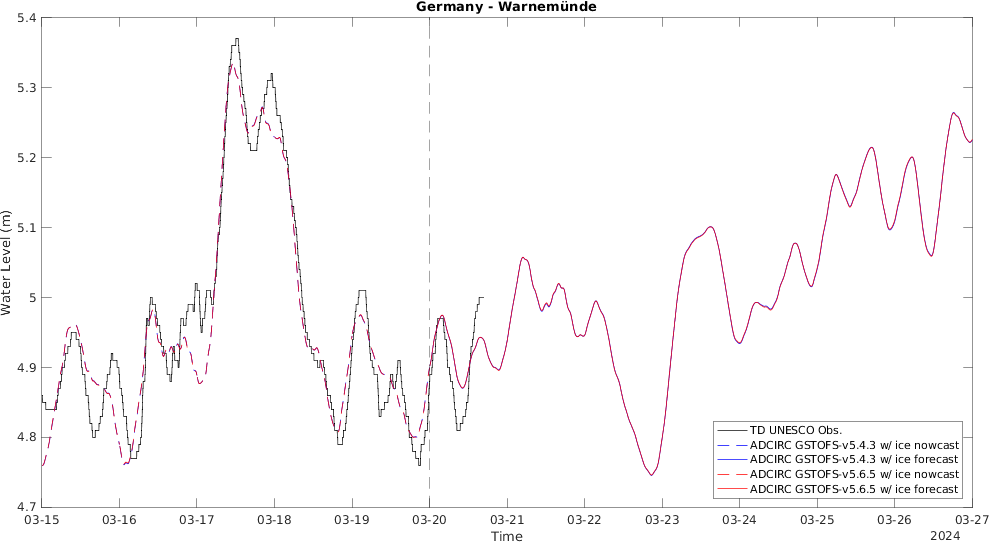 Germany - Warnemünde
5.4
5.3
5.2
5.1
5
4.9
4.8
4.7
Water Level (m)
TD UNESCO Obs.
ADCIRC GSTOFS-v5.4.3 w/ ice nowcast
ADCIRC GSTOFS-v5.4.3 w/ ice forecast
ADCIRC GSTOFS-v5.6.5 w/ ice nowcast
ADCIRC GSTOFS-v5.6.5 w/ ice forecast
03-15 03-16 03-17 03-18 03-19 03-20 03-21 03-22 03-23 03-24 03-25 03-26 03-27
Time
2024